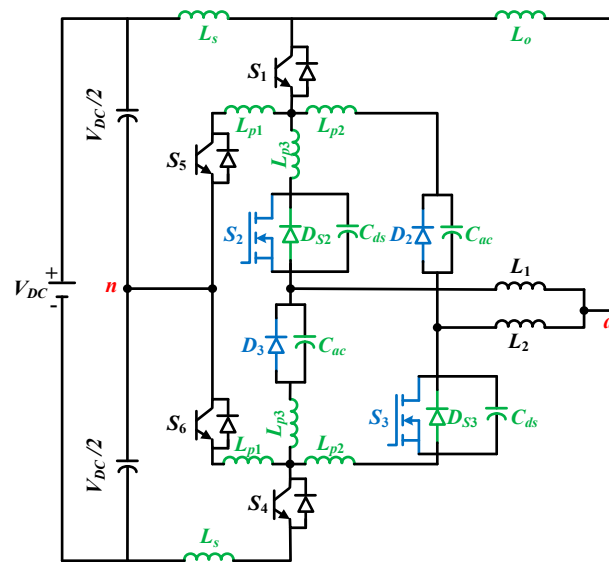 L_s
L_o
S_1
V_DC/2
L_p1
L_p2
S_5
L_p3
S_2
D_S2
C_ds
D_2
C_ac
V_DC
+
-
n
L_1
L_2
D_3
C_ac
S_6
L_p3
S_3
D_S3
C_ds
V_DC/2
L_p1
L_p2
S_4
L_s